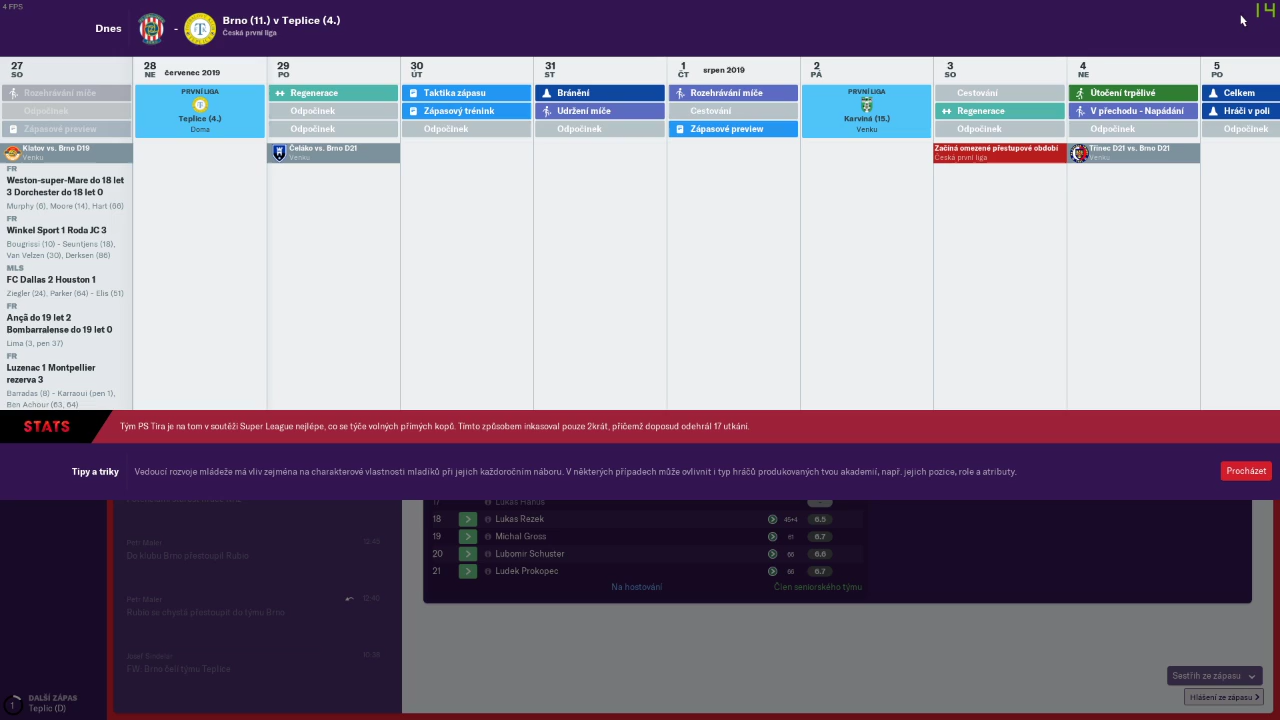 4 FPS
14
Dnes
-
Brno (11.) v Teplice (4.)
Česká první liga
27
SO
28
NE
červenec 2019
29
PO
30
ÚT
31
ST
1
ČT
srpen 2019
2
PÁ
3
SO
4
NE
5
PO
Rozehrávání míče
Odpočinek
Zápasové preview
PRVNÍ LIGA
Teplice (4.)
Doma
Regenerace
Odpočinek
Odpočinek
Taktika zápasu
Zápasový trénink
Odpočinek
Bránění
Udržení míče
Odpočinek
Rozehrávání míče
Cestování
Zápasové preview
PRVNÍ LIGA
Karviná (15.)
Venku
Cestování
Regenerace
Odpočinek
Útočení trpělivé
V přechodu - Napádání
Odpočinek
Celkem
Hráči v poli
Odpočinek
Klatov vs. Brno D19
Venku
Čeláko vs. Brno D21
Venku
Začíná omezené přestupové období
Česká první liga
Třinec D21 vs. Brno D21
Venku
FR
Weston-super-Mare do 18 let
3 Dorchester do 18 let 0
Murphy (6), Moore (14), Hart (66)
FR
Winkel Sport 1 Roda JC 3
Bougrissi (10) - Seuntjens (18),
Van Velzen (30), Derksen (86)
MLS
FC Dallas 2 Houston 1
Ziegler (24), Parker (64) - Elis (51)
FR
Ançã do 19 let 2
Bombarralense do 19 let 0
Lima (3, pen 37)
FR
Luzenac 1 Montpellier
rezerva 3
Barradas (8) - Karraoui (pen 1),
Ben Achour (63, 64)
STATS
Tým PS Tira je na tom v soutěži Super League nejlépe, co se týče volných přímých kopů. Tímto způsobem inkasoval pouze 2krát, přičemž doposud odehrál 17 utkání.
Tipy a triky
Vedoucí rozvoje mládeže má vliv zejména na charakterové vlastnosti mladíků při jejich každoročním náboru. V některých případech může ovlivnit i typ hráčů produkovaných tvou akademií, např. jejich pozice, role a atributy.
Procházet
17
Lukas Hanus
18
Lukas Rezek
45+4
6.5
19
Michal Gross
61
6.7
20
Lubomir Schuster
66
6.6
21
Ludek Prokopec
66
6.7
Na hostování
Člen seniorského týmu
Do klubu Brno přestoupil Rubio
12:40
Rubio se chystá přestoupit do týmu Brno
FW: Brno čelí týmu Teplice
Sestřih ze zápasu
Hlášení ze zápasu
1
DALŠÍ ZÁPAS
Teplic (D)